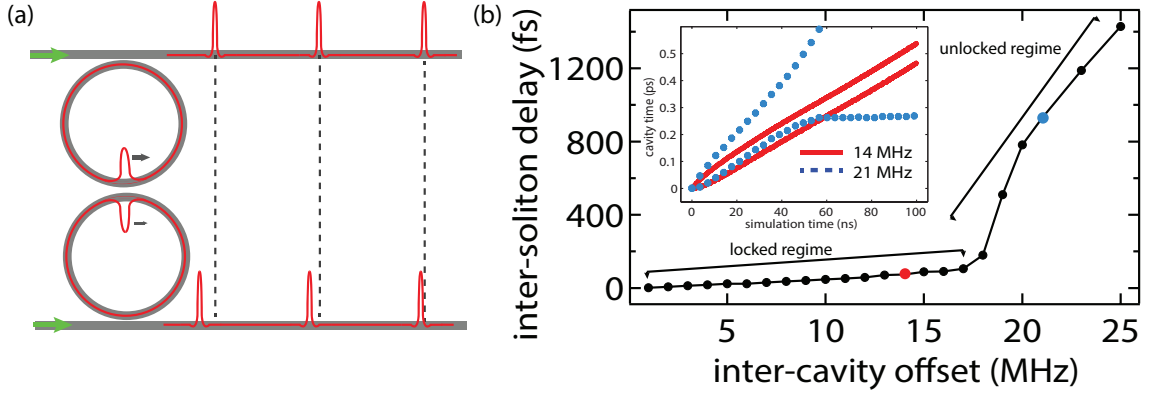 (a)
(b)
inter-soliton delay (fs)
1200
800
400
0
5
10
15
20
25
inter-cavity offset (MHz)
unlocked regime
locked regime
cavity time (ps)
0.5
0.4
0.3
0.2
0.1
0
0
20
40
60
80
100
simulation time (ns)
14 MHz
21 MHz